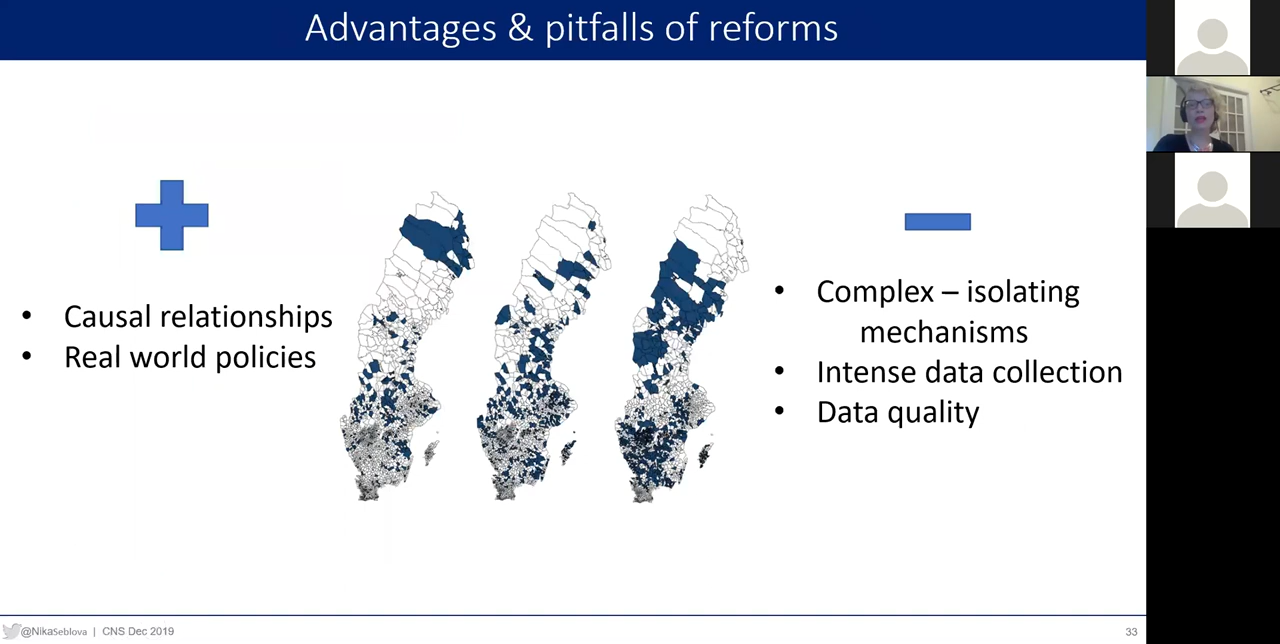 Advantages & pitfalls of reforms
• Causal relationships
• Real world policies
• Complex – isolating
mechanisms
• Intense data collection
• Data quality
@NikaSeblova | CNS Dec 2019
33